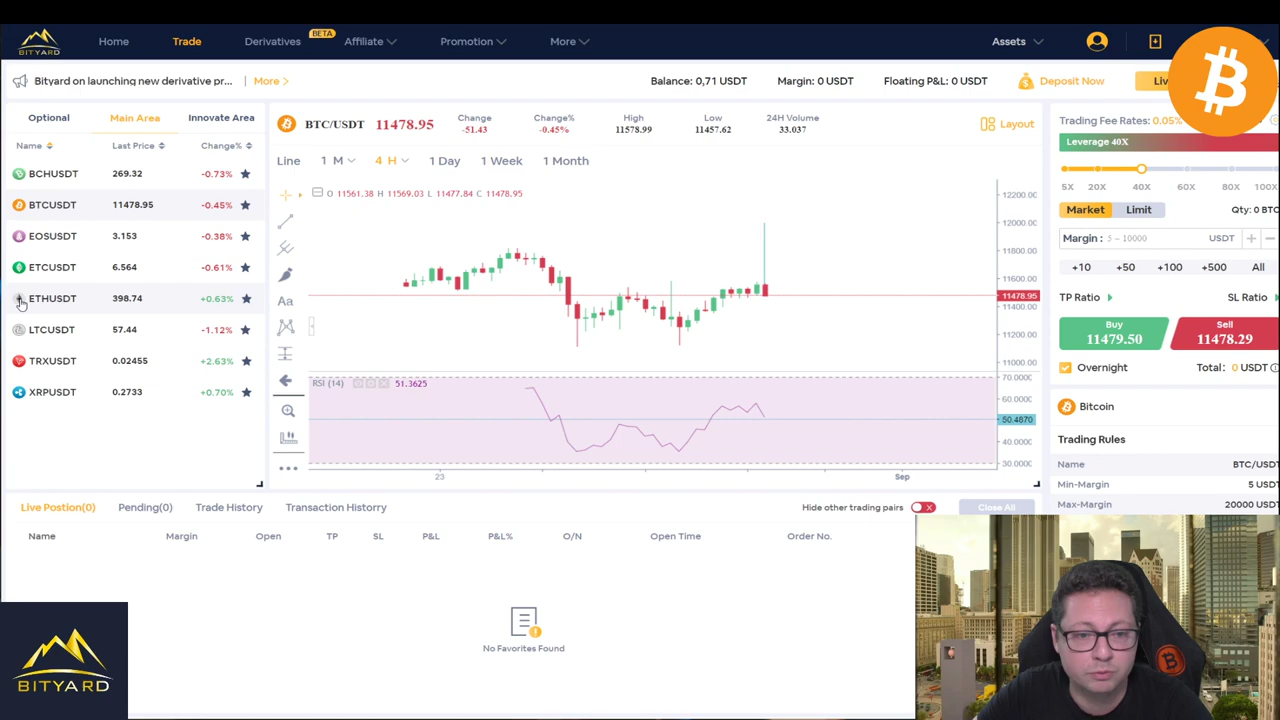 BITYARD
Home
Trade
Derivatives
BETA
Affiliate
Promotion
More
Assets
Bityard on launching new derivative pr...
More >
Balance: 0,71 USDT
Margin: 0 USDT
Floating P&L: 0 USDT
Deposit Now
Optional
Main Area
Innovate Area
Name
Last Price
Change%
BCHUSDT 269.32 -0.73%
BTCUSDT 11478.95 -0.45%
EOSUSDT 3.153 -0.38%
ETCUSDT 6.564 -0.61%
ETHUSDT 398.74 +0.63%
LTCUSDT 57.44 -1.12%
TRXUSDT 0.02455 +2.63%
XRPUSDT 0.2733 +0.70%
BTC/USDT 11478.95
Change
-51.43
Change%
-0.45%
High
11578.99
Low
11457.62
24H Volume
33.037
Layout
Line
1 M
4 H
1 Day
1 Week
1 Month
O 11561.38 H 11569.03 L 11477.84 C 11478.95
Aa
12200.00
12000.00
11800.00
11600.00
11478.95
11400.00
11200.00
11000.00
RSI (14)
51.3625
70.0000
60.0000
50.4870
40.0000
30.0000
23
Sep
Trading Fee Rates: 0.05%
Leverage 40X
5X 20X 40X 60X 80X 100X
Market
Limit
Qty: 0 BTC
Margin : 5 ~ 10000 USDT
+10 +50 +100 +500 All
TP Ratio
SL Ratio
Buy
11479.50
Sell
11478.29
Overnight
Total: 0 USDT
Bitcoin
Trading Rules
Name BTC/USDT
Min-Margin 5 USDT
Max-Margin 20000 USDT
Live Postion(0)
Pending(0)
Trade History
Transaction Historry
Hide other trading pairs
X
Close All
Name
Margin
Open
TP
SL
P&L
P&L%
O/N
Open Time
Order No.
No Favorites Found
BITYARD